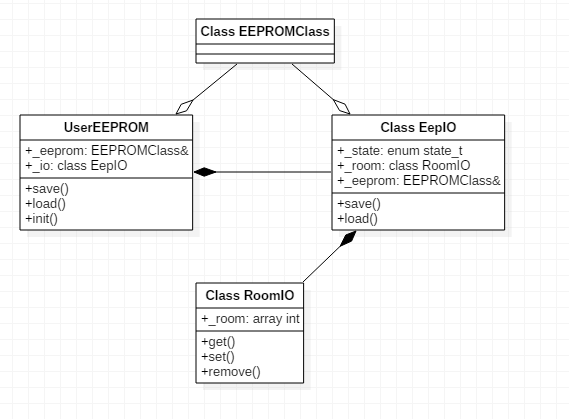 Class EEPROMClass
UserEEPROM
+_eeprom: EEPROMClass&
+_io: class EepIO
+save()
+load()
+init()
Class EepIO
+_state: enum state_t
+_room: class RoomIO
+_eeprom: EEPROMClass&
+save()
+load()
Class RoomIO
+_room: array int
+get()
+set()
+remove()